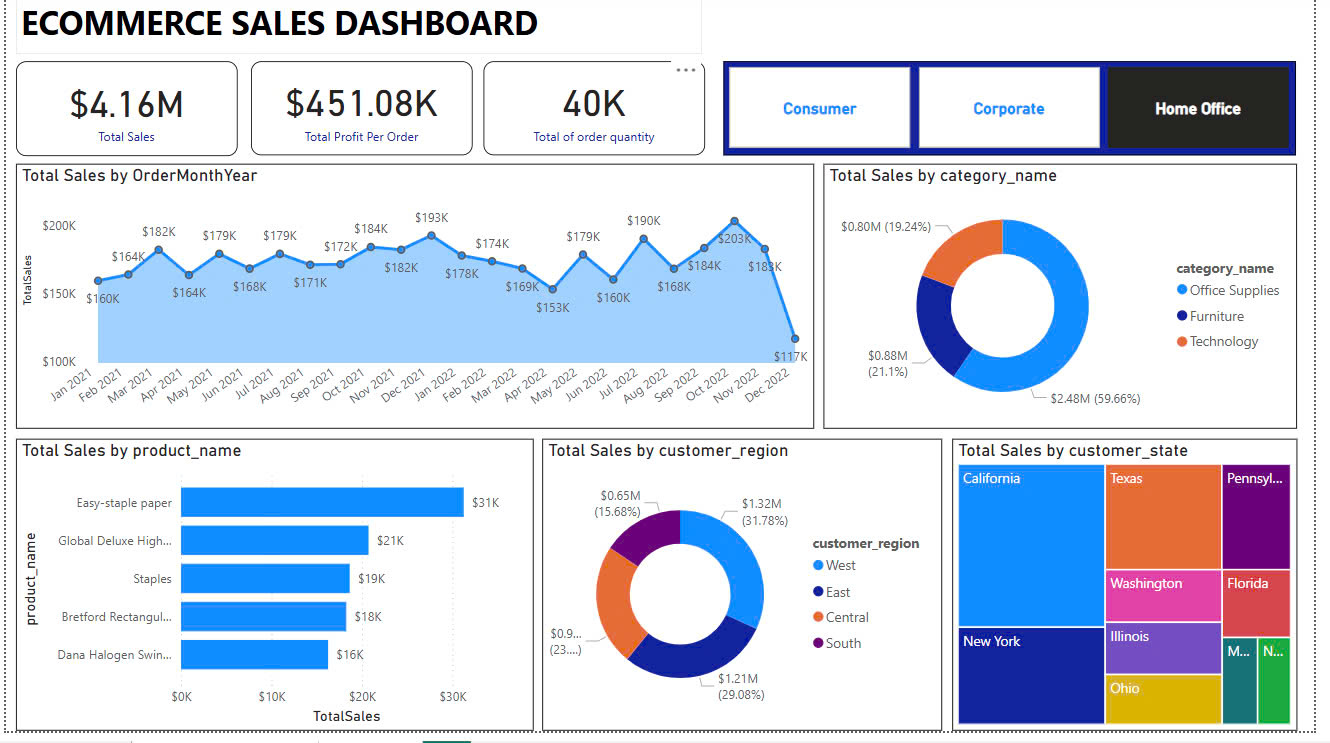 ECOMMERCE SALES DASHBOARD
$4.16M
Total Sales
$451.08K
Total Profit Per Order
40K
Total of order quantity
Consumer
Corporate
Home Office
Total Sales by OrderMonthYear
TotalSales
$200K
$150K
$100K
$160K
$164K
$182K
$164K
$179K
$168K
$179K
$171K
$172K
$184K
$182K
$193K
$178K
$174K
$169K
$153K
$179K
$160K
$190K
$168K
$184K
$203K
$183K
$117K
Jan 2021
Feb 2021
Mar 2021
Apr 2021
May 2021
Jun 2021
Jul 2021
Aug 2021
Sep 2021
Oct 2021
Nov 2021
Dec 2021
Jan 2022
Feb 2022
Mar 2022
Apr 2022
May 2022
Jun 2022
Jul 2022
Aug 2022
Sep 2022
Oct 2022
Nov 2022
Dec 2022
Total Sales by category_name
$0.80M (19.24%)
$0.88M
(21.1%)
$2.48M (59.66%)
category_name
Office Supplies
Furniture
Technology
Total Sales by product_name
product_name
Easy-staple paper
$31K
Global Deluxe High...
$21K
Staples
$19K
Bretford Rectangul...
$18K
Dana Halogen Swin...
$16K
$0K
$10K
$20K
$30K
TotalSales
Total Sales by customer_region
$0.65M
(15.68%)
$1.32M
(31.78%)
$0.9...
(23....)
$1.21M
(29.08%)
customer_region
West
East
Central
South
Total Sales by customer_state
California
Texas
Pennsyl...
Washington
Florida
New York
Illinois
M...
N...
Ohio